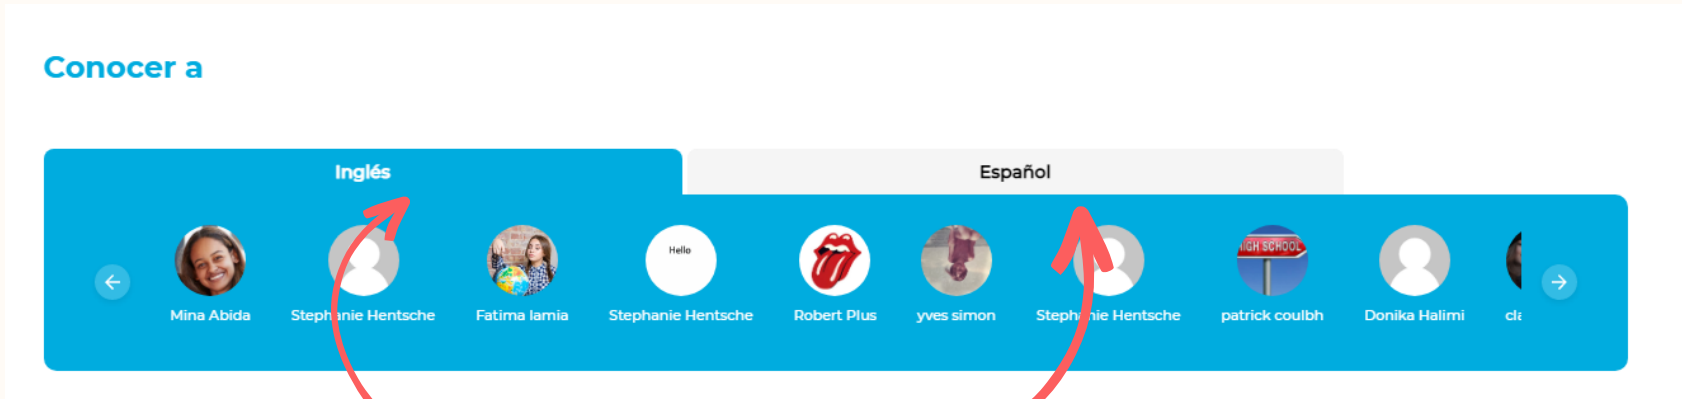 Conocer a
Inglés
Español
Hello
HIGH SCHOOL
Mina Abida
Stephanie Hentsche
Fatima lamia
Stephanie Hentsche
Robert Plus
yves simon
Stephanie Hentsche
patrick coulbh
Donika Halimi